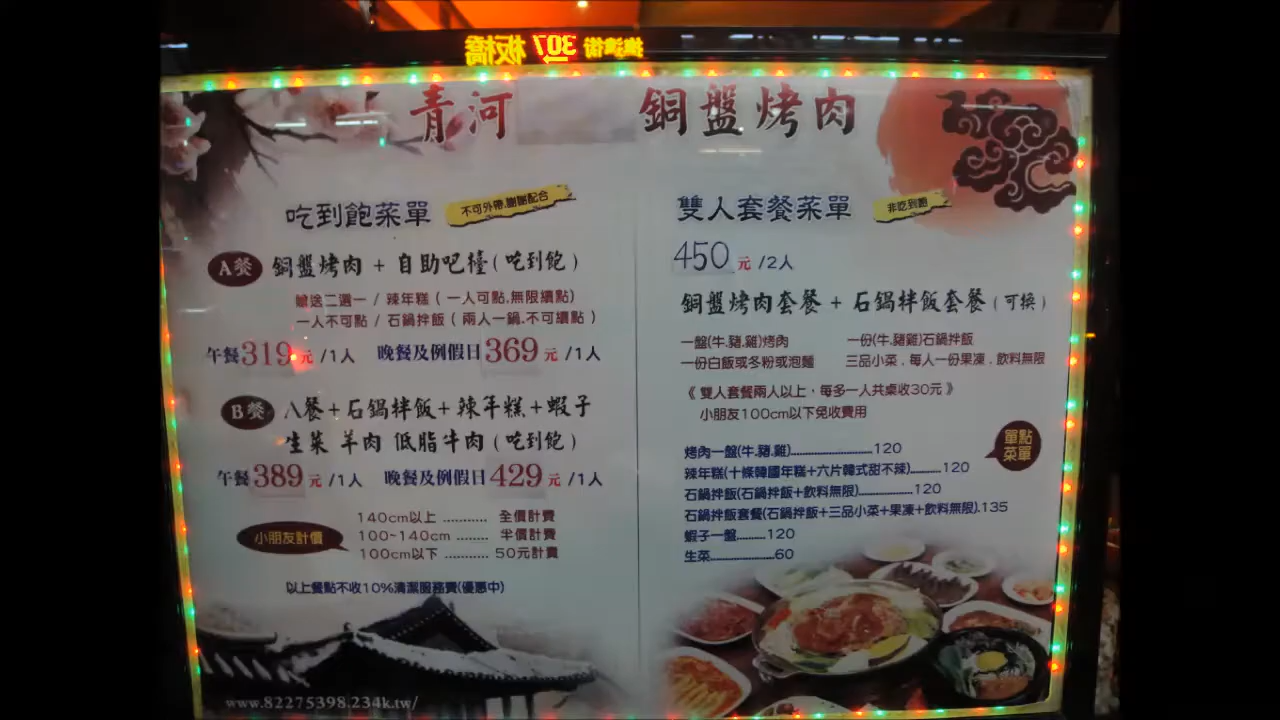 板橋 307 撫遠街
青河 銅盤烤肉
吃到飽菜單 不可外帶.謝謝配合
A餐 銅盤烤肉 + 自助吧檯(吃到飽)
輸送二選一 / 辣年糕 ( 一人可點,無限續點)
一人不可點 / 石鍋拌飯 ( 兩人一鍋,不可續點 )
午餐319元/1人 晚餐及例假日369元/1人
B餐 八餐+石鍋拌飯+辣年糕+蝦子
生菜 羊肉 低脂牛肉(吃到飽)
午餐389元/1人 晚餐及例假日429元/1人
小朋友計價
140cm以上 ........... 全價計費
100~140cm ........ 半價計費
100cm以下 ........... 50元計費
以上餐點不收10%清潔服務費(優惠中)
www.82275398.234k.tw/
雙人套餐菜單 非吃到飽
450元/2人
銅盤烤肉套餐 + 石鍋拌飯套餐(可換)
一盤(牛.豬.雞)烤肉 一份(牛.豬雞)石鍋拌飯
一份白飯或冬粉或泡麵 三品小菜.每人一份果凍.飲料無限
《 雙人套餐兩人以上,每多一人共桌收30元 》
小朋友100cm以下免收費用
單點菜單
烤肉一盤(牛.豬.雞)..........................120
辣年糕(十條韓國年糕+六片韓式甜不辣)..........120
石鍋拌飯(石鍋拌飯+飲料無限)..................120
石鍋拌飯套餐(石鍋拌飯+三品小菜+果凍+飲料無限).135
蝦子一盤.........120
生菜.....................60